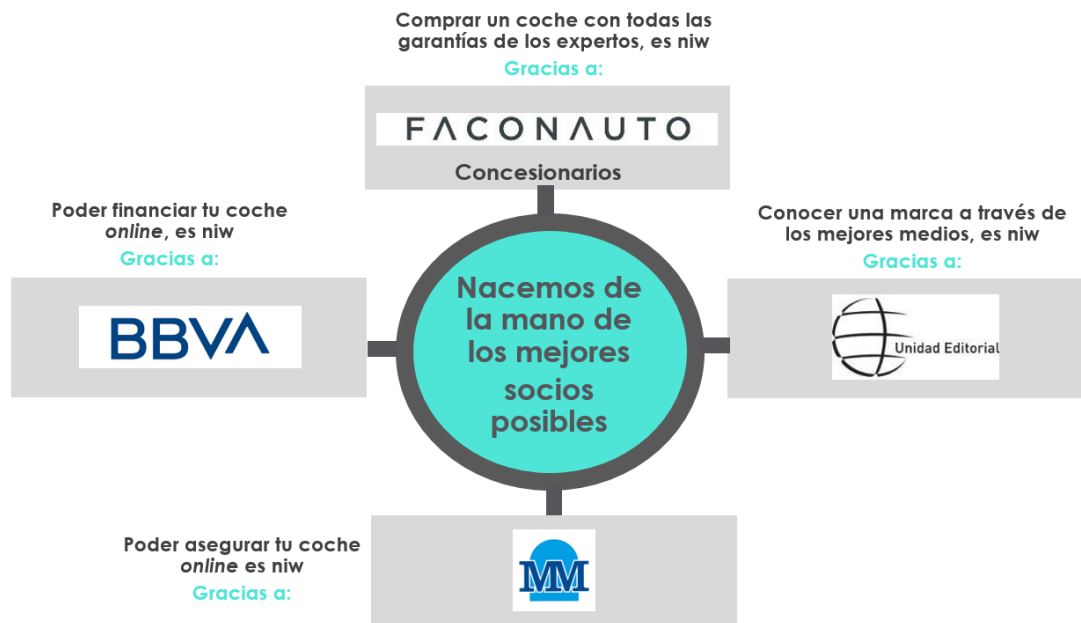 Comprar un coche con todas las
garantías de los expertos, es niw
Gracias a:
FACONAUTO
Concesionarios
Poder financiar tu coche
online, es niw
Gracias a:
BBVA
Nacemos de
la mano de
los mejores
socios
posibles
Conocer una marca a través de
los mejores medios, es niw
Gracias a:
Unidad Editorial
Poder asegurar tu coche
online es niw
Gracias a:
MM